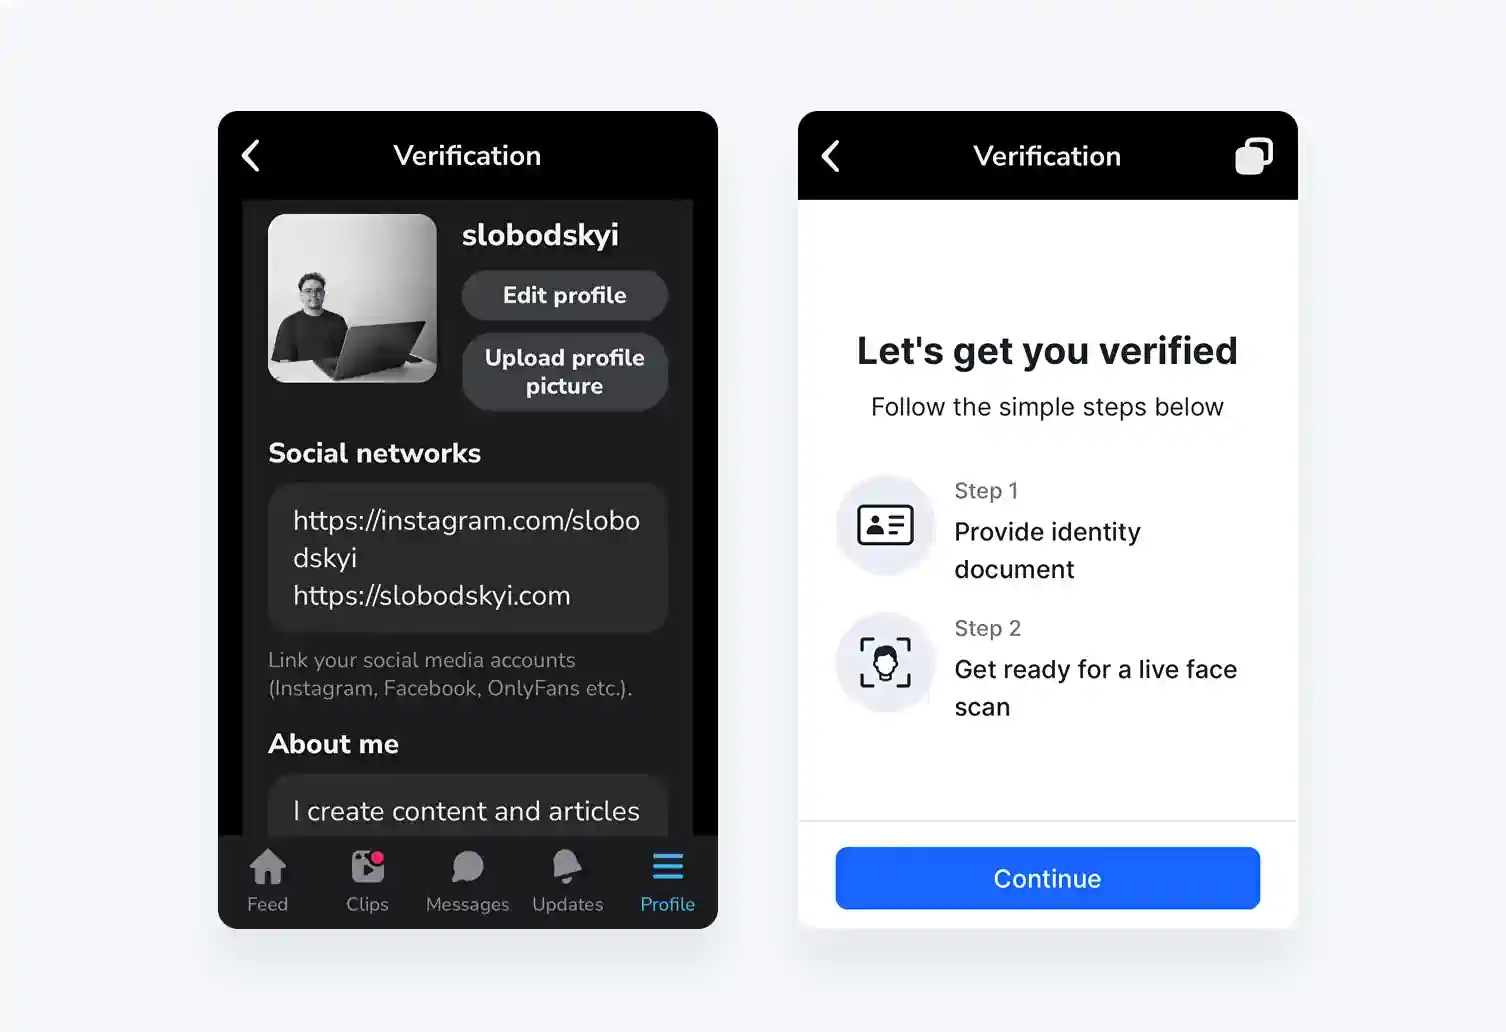 Verification
slobodskyi
Edit profile
Upload profile
picture
Social networks
https://instagram.com/slobo
dskyi
https://slobodskyi.com
Link your social media accounts
(Instagram, Facebook, OnlyFans etc.).
About me
I create content and articles
Feed
Clips
Messages
Updates
Profile
Verification
Let's get you verified
Follow the simple steps below
Step 1
Provide identity
document
Step 2
Get ready for a live face
scan
Continue